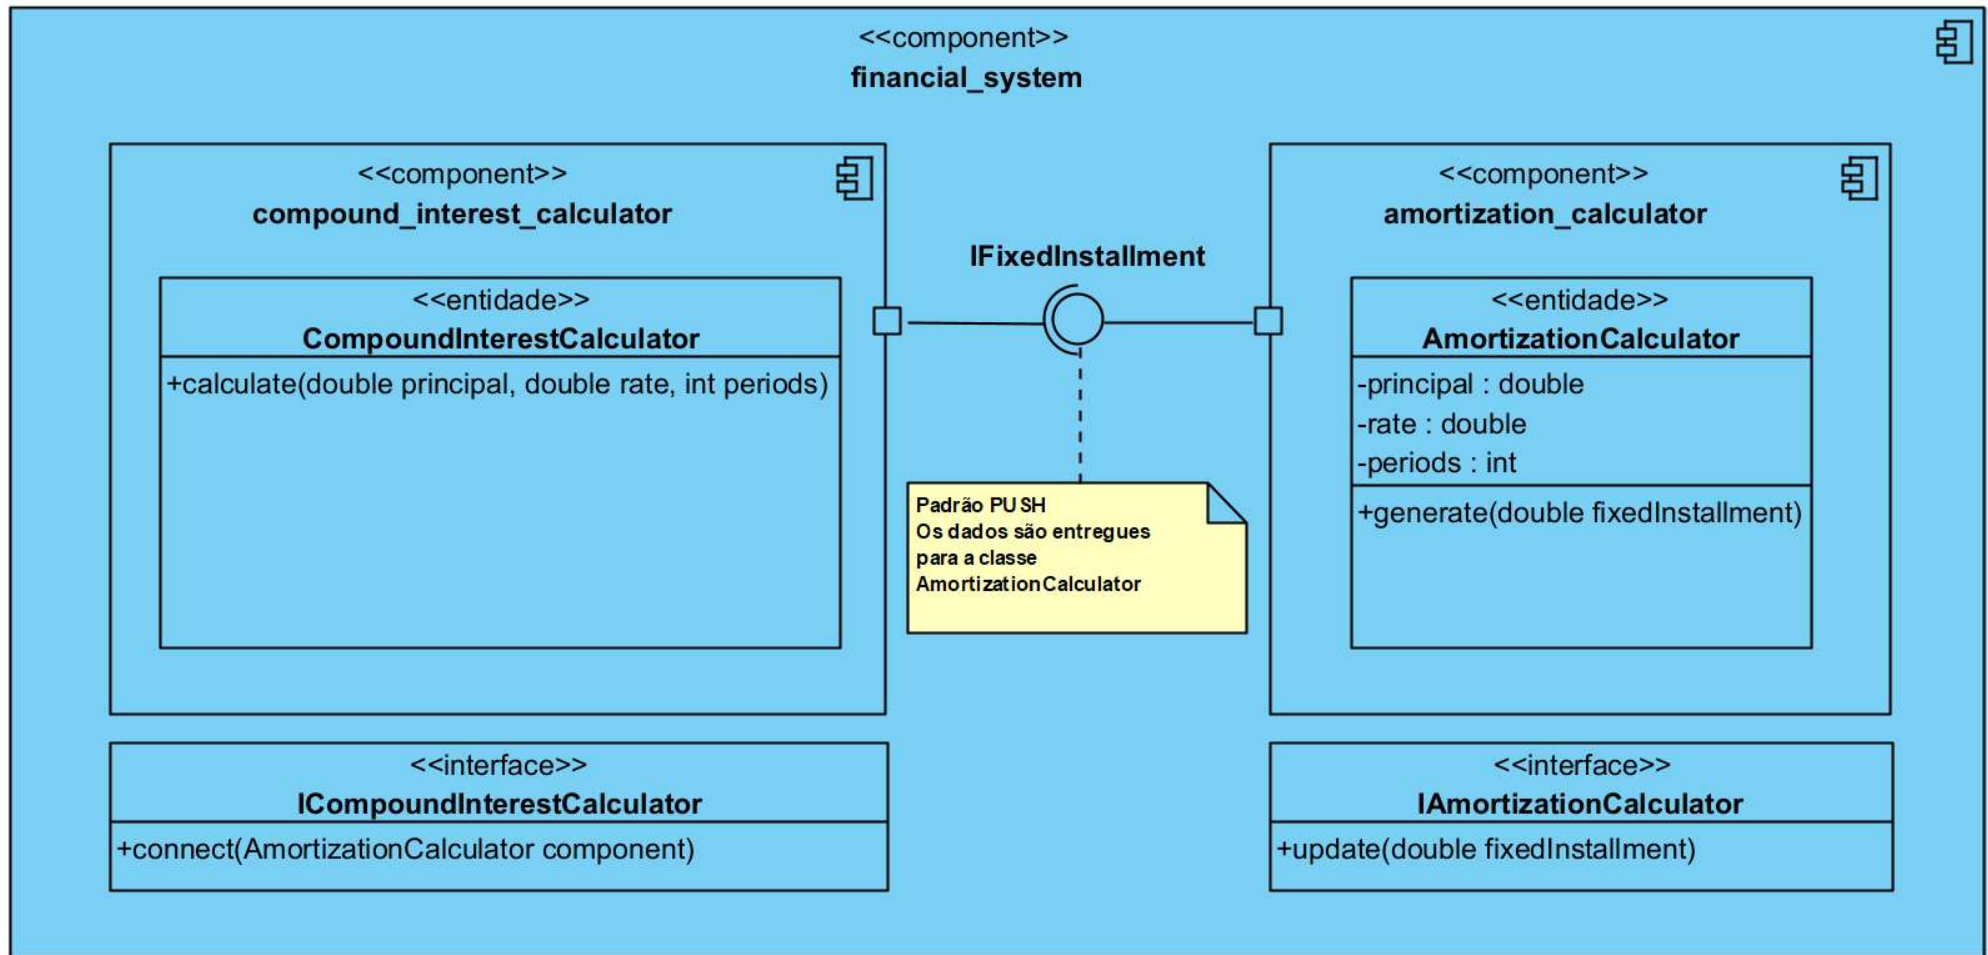 <<component>>
financial_system
<<component>>
compound_interest_calculator
<<entidade>>
CompoundInterestCalculator
+calculate(double principal, double rate, int periods)
IFixedInstallment
Padrão PUSH
Os dados são entregues
para a classe
AmortizationCalculator
<<component>>
amortization_calculator
<<entidade>>
AmortizationCalculator
-principal : double
-rate : double
-periods : int
+generate(double fixedInstallment)
<<interface>>
ICompoundInterestCalculator
+connect(AmortizationCalculator component)
<<interface>>
IAmortizationCalculator
+update(double fixedInstallment)